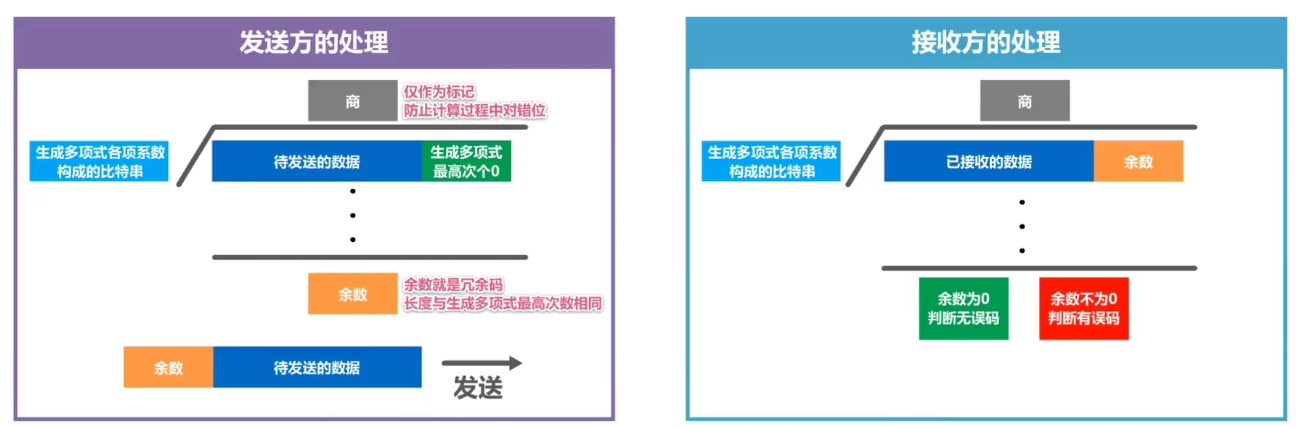 发送方的处理
商
仅作为标记
防止计算过程中对错位
生成多项式各项系数
构成的比特串
待发送的数据
生成多项式
最高次个0
余数
余数就是冗余码
长度与生成多项式最高次数相同
余数
待发送的数据
发送
接收方的处理
商
生成多项式各项系数
构成的比特串
已接收的数据
余数
余数为0
判断无误码
余数不为0
判断有误码